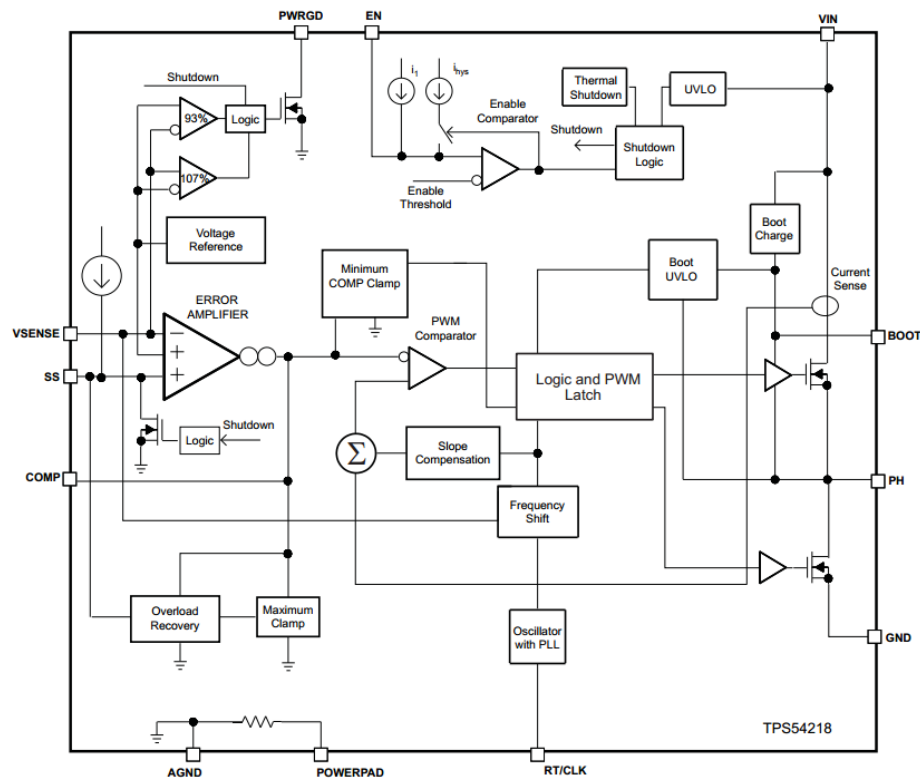 PWRGD
EN
VIN
Shutdown
i1
ihys
Thermal
Shutdown
UVLO
93%
Logic
Enable
Comparator
Shutdown
Shutdown
Logic
107%
Enable
Threshold
Voltage
Reference
Boot
Charge
Minimum
COMP Clamp
Boot
UVLO
Current
Sense
ERROR
AMPLIFIER
VSENSE
−
+
+
SS
PWM
Comparator
BOOT
Logic and PWM
Latch
Shutdown
Logic
Σ
Slope
Compensation
COMP
PH
Frequency
Shift
Overload
Recovery
Maximum
Clamp
Oscillator
with PLL
GND
TPS54218
AGND
POWERPAD
RT/CLK